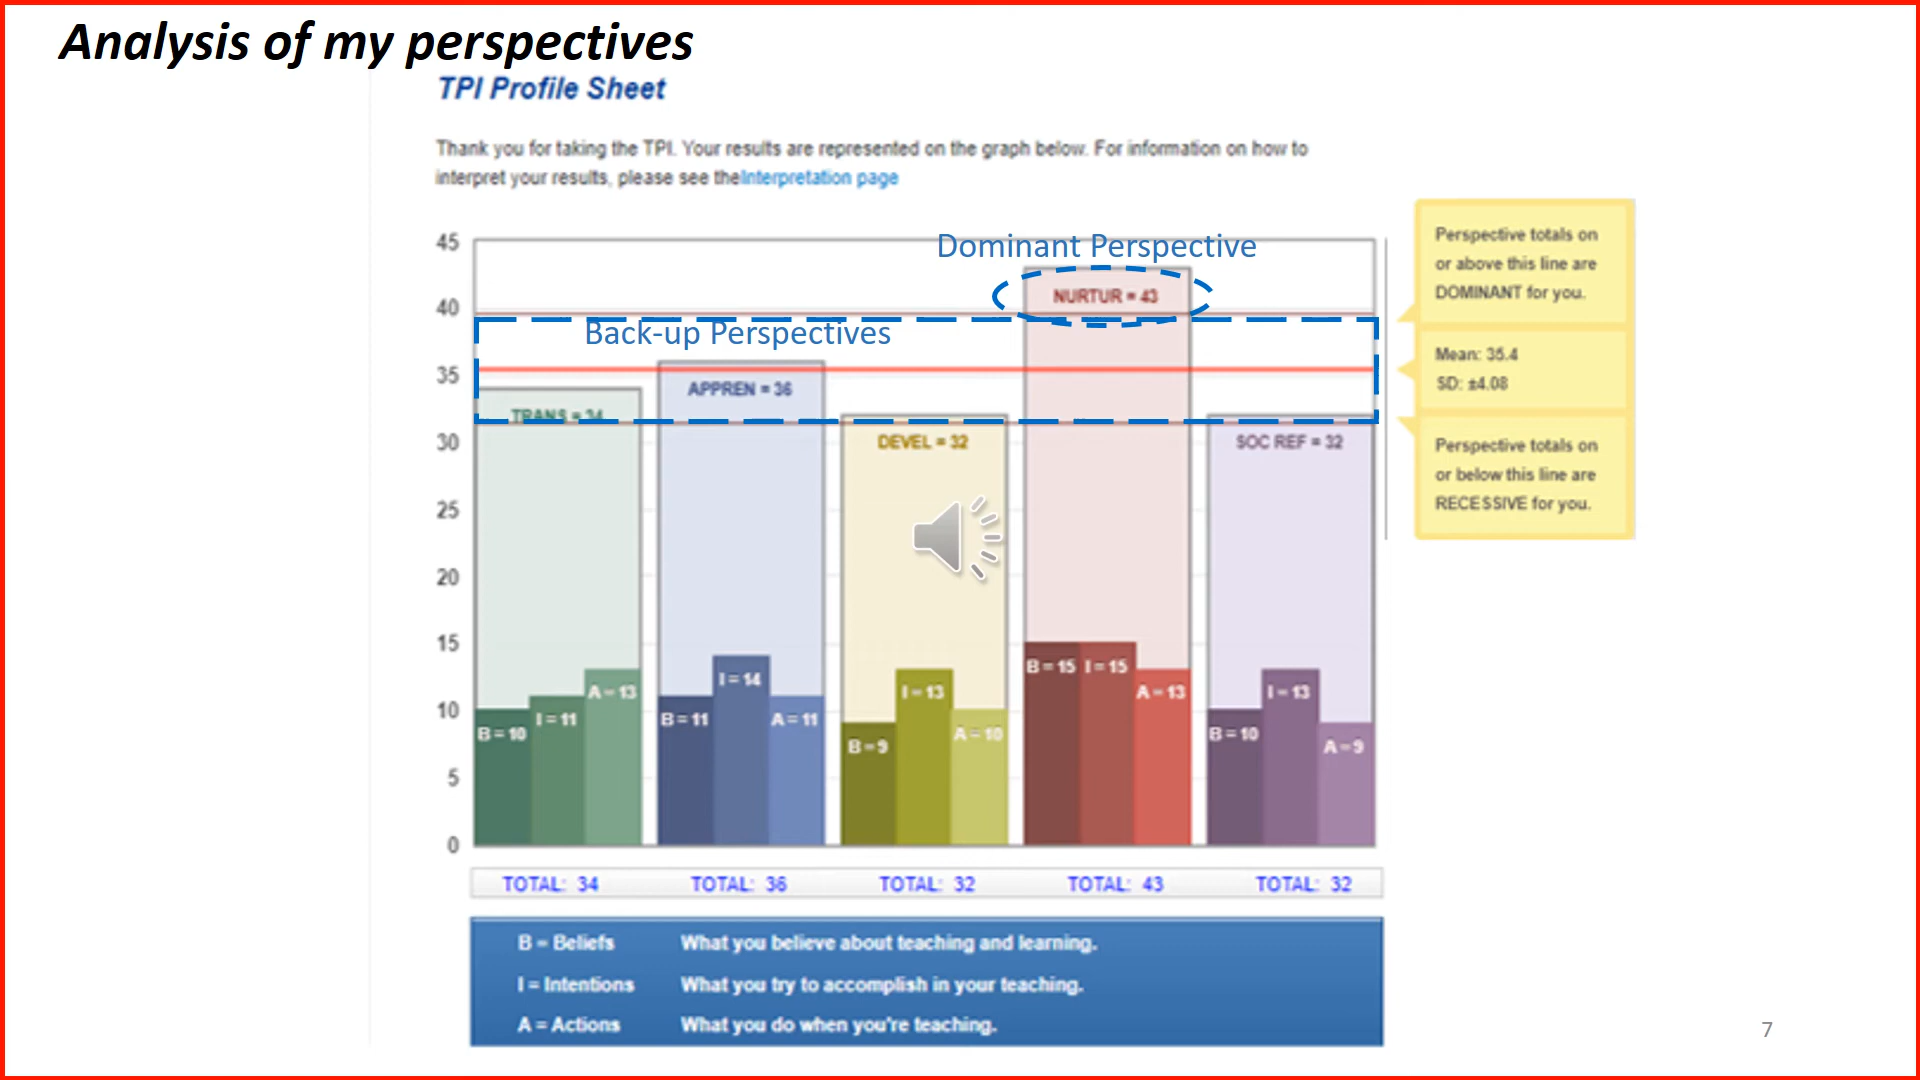 Analysis of my perspectives
TPI Profile Sheet
Thank you for taking the TPI. Your results are represented on the graph below. For information on how to
interpret your results, please see theInterpretation page
Dominant Perspective
Back-up Perspectives
45
40
35
30
25
20
15
10
5
0
TRANS = 34
APPREN = 36
DEVEL = 32
NURTUR = 43
SOC REF = 32
B = 10
I = 11
A = 13
B = 11
I = 14
A = 11
B = 9
I = 13
A = 10
B = 15
I = 15
A = 13
B = 10
I = 13
A = 9
Perspective totals on
or above this line are
DOMINANT for you.
Mean: 35.4
SD: ±4.08
Perspective totals on
or below this line are
RECESSIVE for you.
TOTAL: 34
TOTAL: 36
TOTAL: 32
TOTAL: 43
TOTAL: 32
B = Beliefs What you believe about teaching and learning.
I = Intentions What you try to accomplish in your teaching.
A = Actions What you do when you're teaching.
7